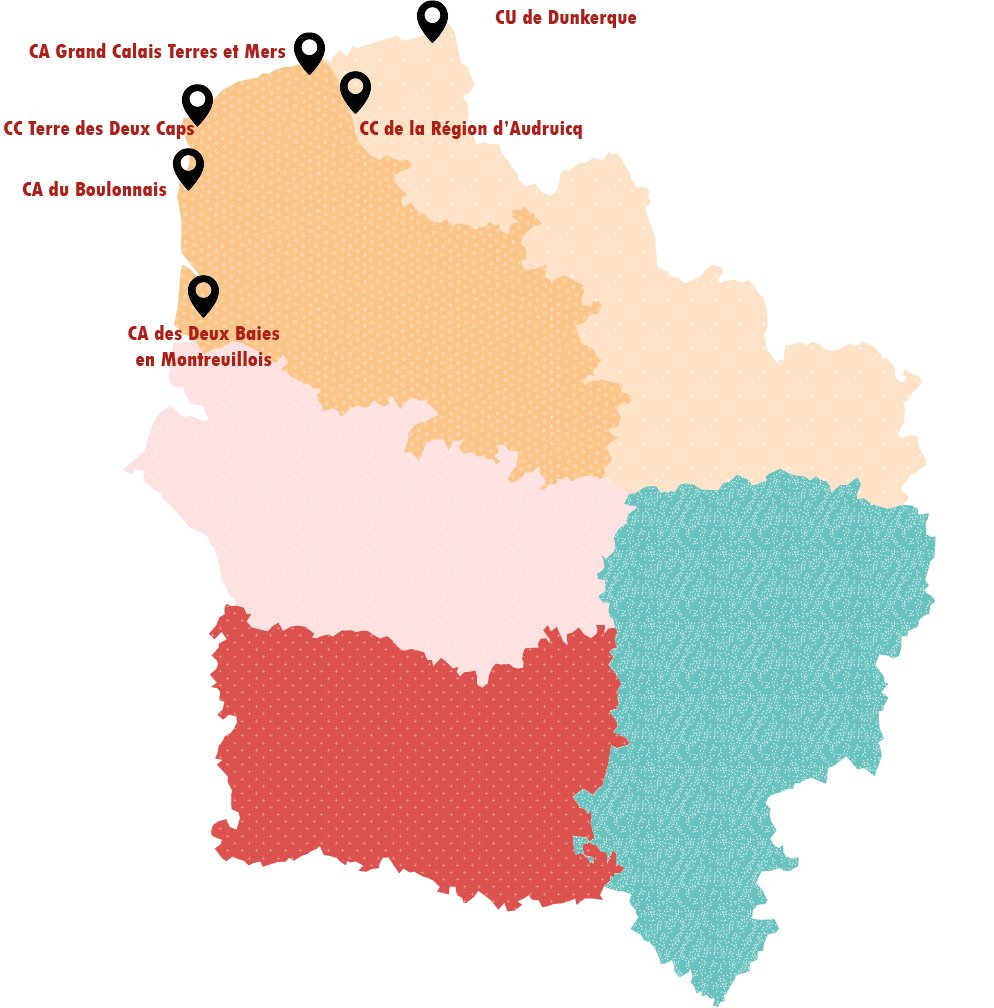 CU de Dunkerque
CA Grand Calais Terres et Mers
CC Terre des Deux Caps
CC de la Région d’Audruicq
CA du Boulonnais
CA des Deux Baies
en Montreuillois